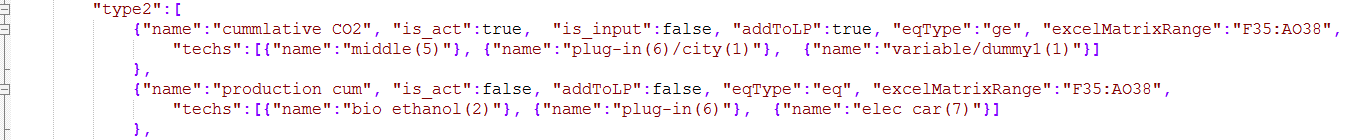 "type2":[
{"name":"cummlative CO2", "is_act":true,  "is_input":false, "addToLP":true, "eqType":"ge", "excelMatrixRange":"F35:AO38",
"techs":[{"name":"middle(5)"}, {"name":"plug-in(6)/city(1)"},  {"name":"variable/dummy1(1)"}]
},
{"name":"production cum", "is_act":false, "addToLP":false, "eqType":"eq", "excelMatrixRange":"F35:AO38",
"techs":[{"name":"bio ethanol(2)"}, {"name":"plug-in(6)"},  {"name":"elec car(7)"}]
},